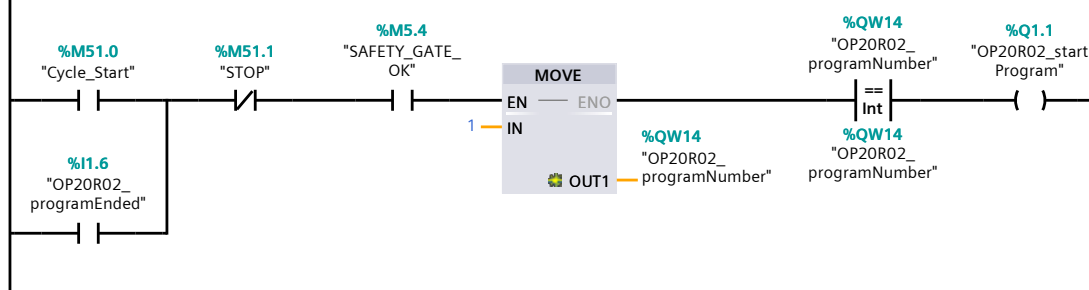 %M51.0
"Cycle_Start"
%M51.1
"STOP"
%M5.4
"SAFETY_GATE_
OK"
MOVE
EN
ENO
1
IN
OUT1
%QW14
"OP20R02_
programNumber"
%QW14
"OP20R02_
programNumber"
==
Int
%QW14
"OP20R02_
programNumber"
%Q1.1
"OP20R02_start
Program"
%I1.6
"OP20R02_
programEnded"